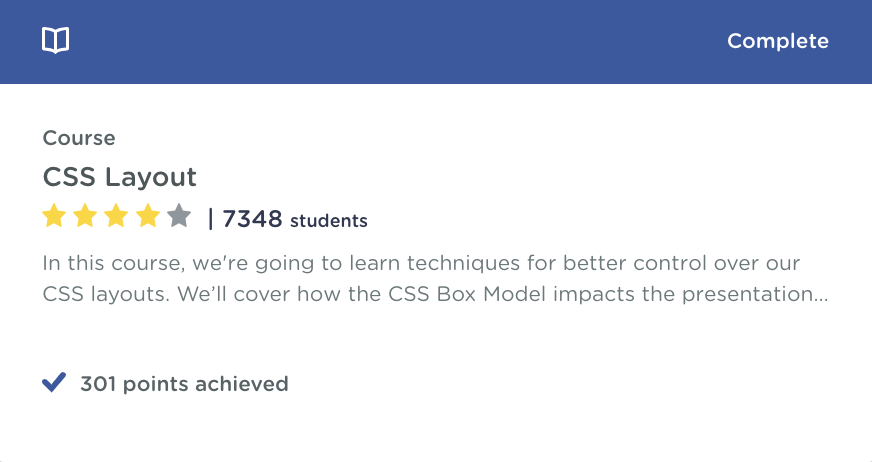 Complete
Course
CSS Layout
| 7348 students
In this course, we're going to learn techniques for better control over our
CSS layouts. We’ll cover how the CSS Box Model impacts the presentation...
301 points achieved